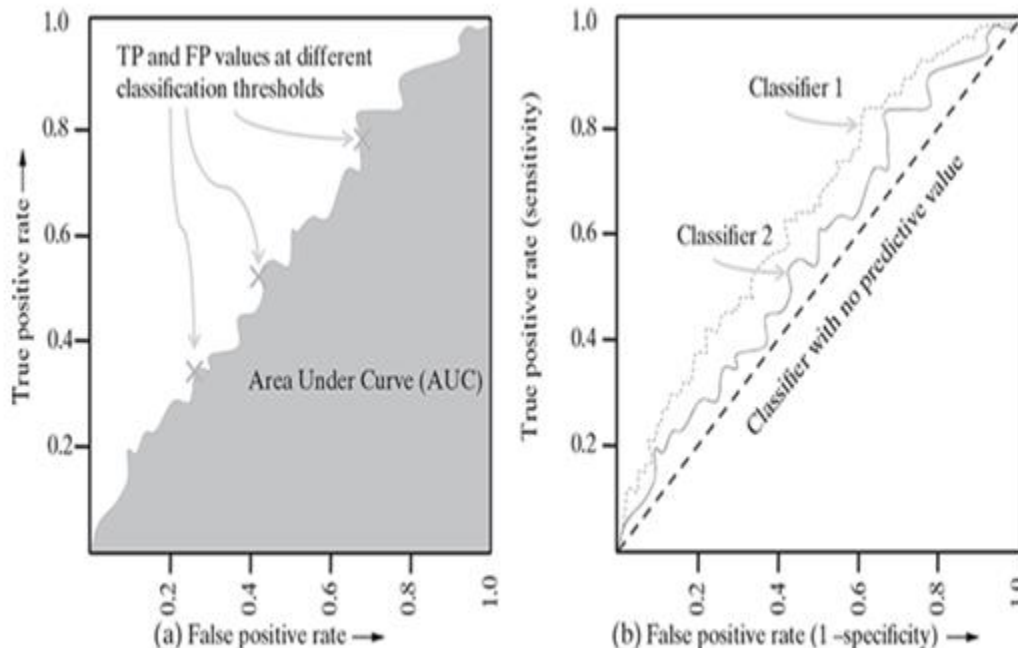 1.0
TP and FP values at different
classification thresholds
0.8
0.6
0.4
0.2
True positive rate
Area Under Curve (AUC)
0.2
0.4
0.6
0.8
1.0
(a) False positive rate
1.0
Classifier 1
0.8
0.6
Classifier 2
0.4
0.2
True positive rate (sensitivity)
Classifier with no predictive value
0.2
0.4
0.6
0.8
1.0
(b) False positive rate (1 –specificity)